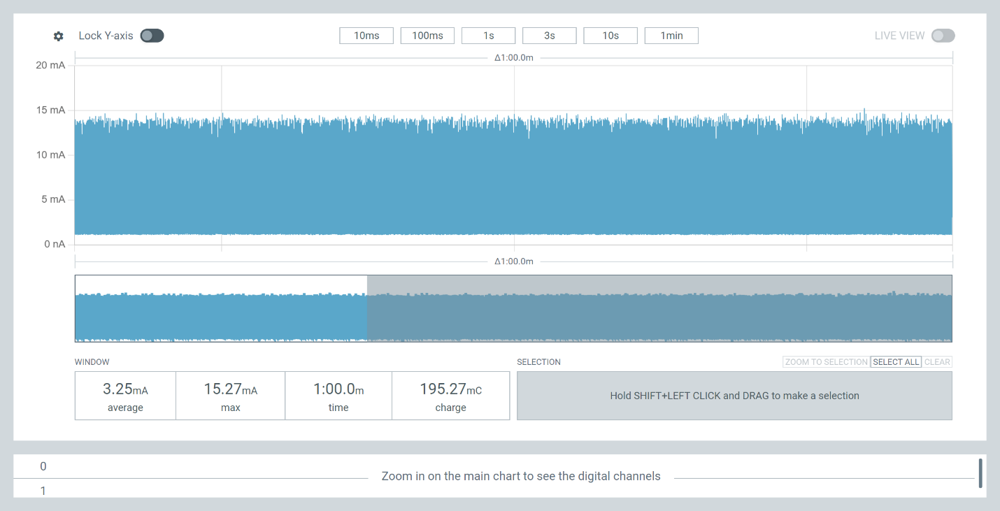 Lock Y-axis 10ms 100ms 1s 3s 10s 1min LIVE VIEW
Δ1:00.0m
20 mA
15 mA
10 mA
5 mA
0 nA
Δ1:00.0m
WINDOW SELECTION ZOOM TO SELECTION SELECT ALL CLEAR
3.25mA 15.27mA 1:00.0m 195.27mC
average max time charge
Hold SHIFT+LEFT CLICK and DRAG to make a selection
0
Zoom in on the main chart to see the digital channels
1